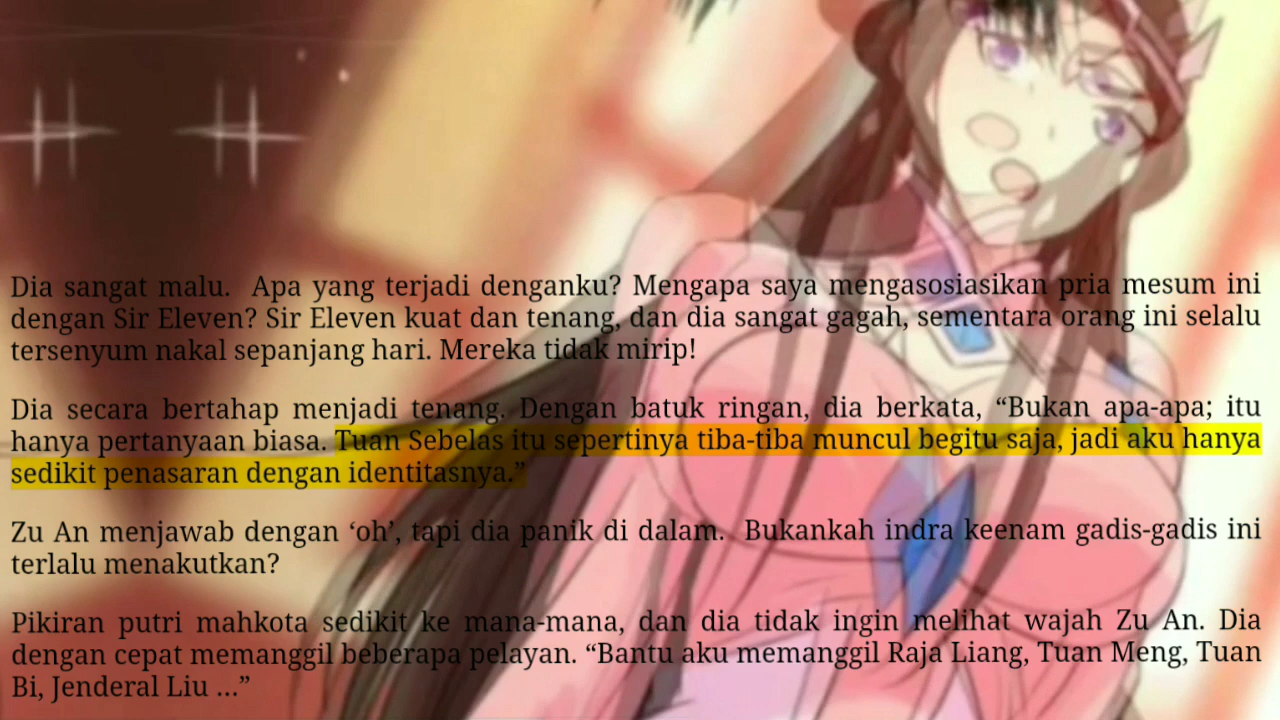 Dia sangat malu. Apa yang terjadi denganku? Mengapa saya mengasosiasikan pria mesum ini
dengan Sir Eleven? Sir Eleven kuat dan tenang, dan dia sangat gagah, sementara orang ini selalu
tersenyum nakal sepanjang hari. Mereka tidak mirip!
Dia secara bertahap menjadi tenang. Dengan batuk ringan, dia berkata, “Bukan apa-apa; itu
hanya pertanyaan biasa. Tuan Sebelas itu sepertinya tiba-tiba muncul begitu saja, jadi aku hanya
sedikit penasaran dengan identitasnya.”
Zu An menjawab dengan ‘oh’, tapi dia panik di dalam. Bukankah indra keenam gadis-gadis ini
terlalu menakutkan?
Pikiran putri mahkota sedikit ke mana-mana, dan dia tidak ingin melihat wajah Zu An. Dia
dengan cepat memanggil beberapa pelayan. “Bantu aku memanggil Raja Liang, Tuan Meng, Tuan
Bi, Jenderal Liu ...”